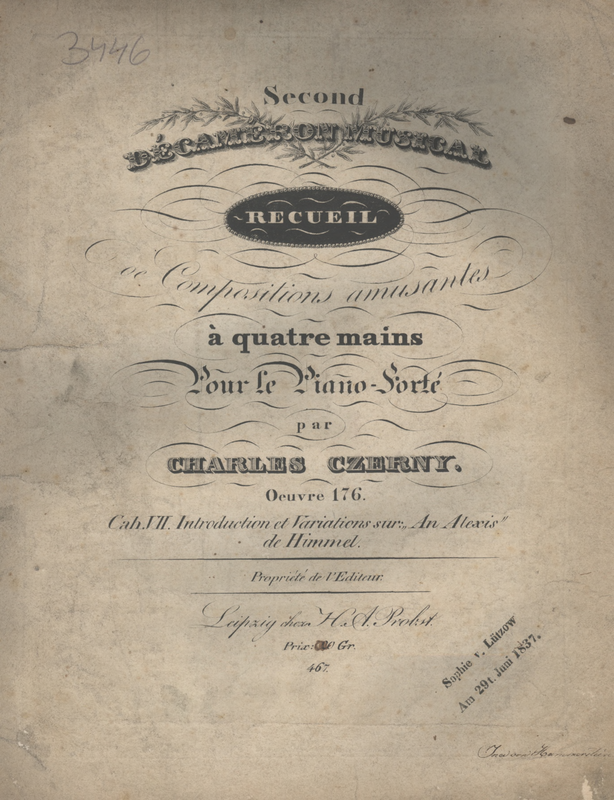 3446
Second
DÉCAMÉRON MUSICAL
RECUEIL
de Compositions amusantes
à quatre mains
Pour le Piano-Forté
par
CHARLES CZERNY.
Oeuvre 176.
Cah. VII. Introduction et Variations sur: „An Alexis"
de Himmel.
Propriété de l'Editeur.
Leipzig chez H. A. Probst.
Prix: Gr.
467.
Sophie v. Lützow
Am 29t. Juni 1837.